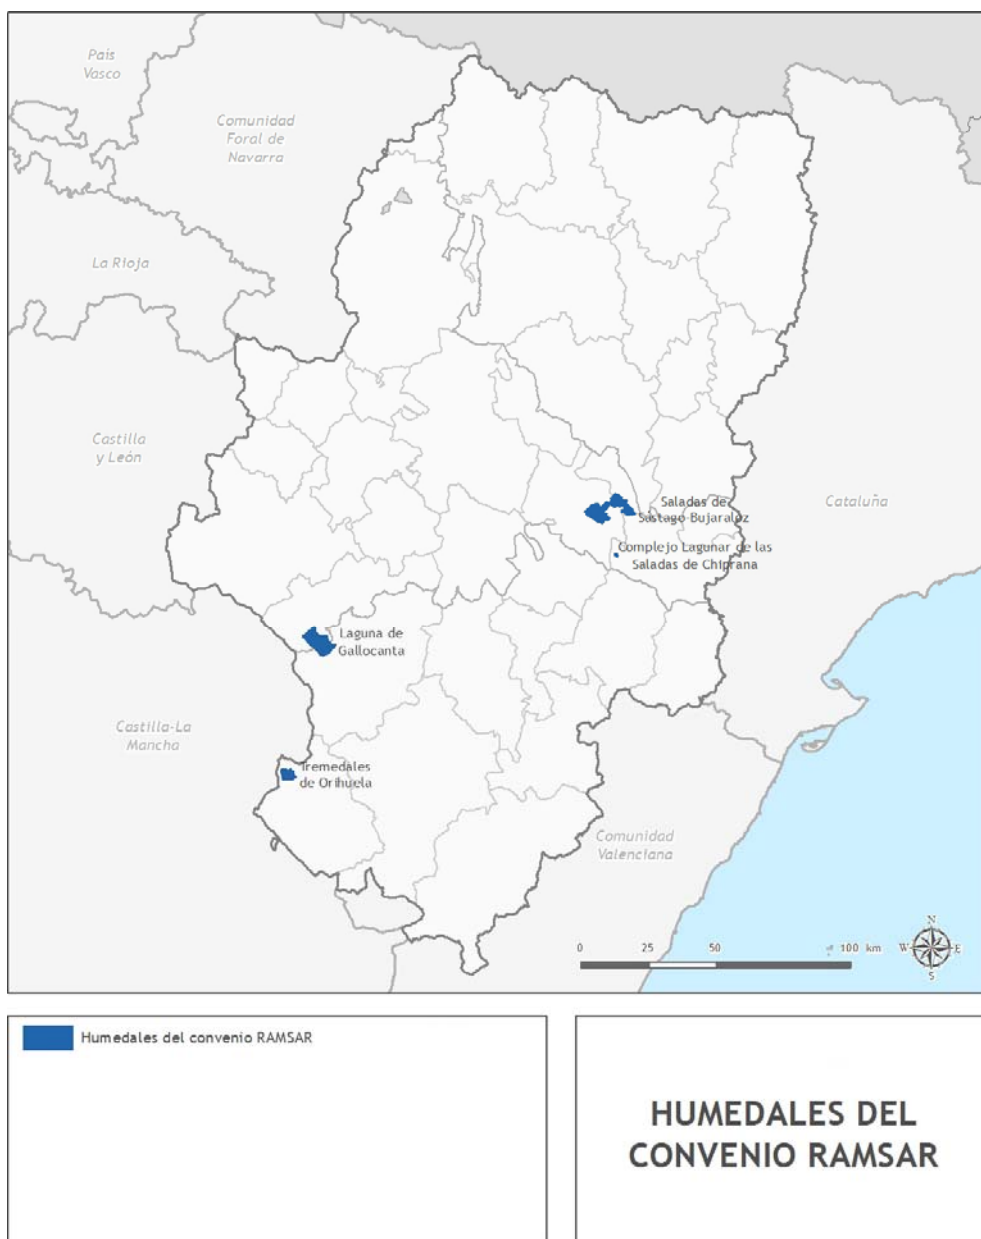 País
Vasco
Comunidad
Foral de
Navarra
La Rioja
Castilla
y León
Cataluña
Saladas de
Sástago-Bujaraloz
Complejo Lagunar de las
Saladas de Chiprana
Laguna de
Gallocanta
Castilla-La
Mancha
Tremedales
de Orihuela
Comunidad
Valenciana
N
W E
S
0 25 50 100 km
Humedales del convenio RAMSAR
HUMEDALES DEL
CONVENIO RAMSAR